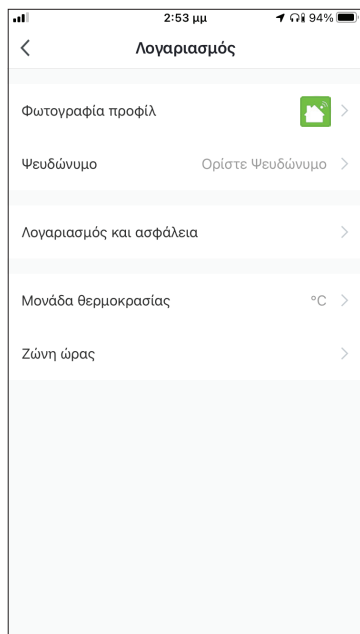 2:53 μμ
94%
Λογαριασμός
Φωτογραφία προφίλ
Ψευδώνυμο Ορίστε Ψευδώνυμο
Λογαριασμός και ασφάλεια
Μονάδα θερμοκρασίας °C
Ζώνη ώρας